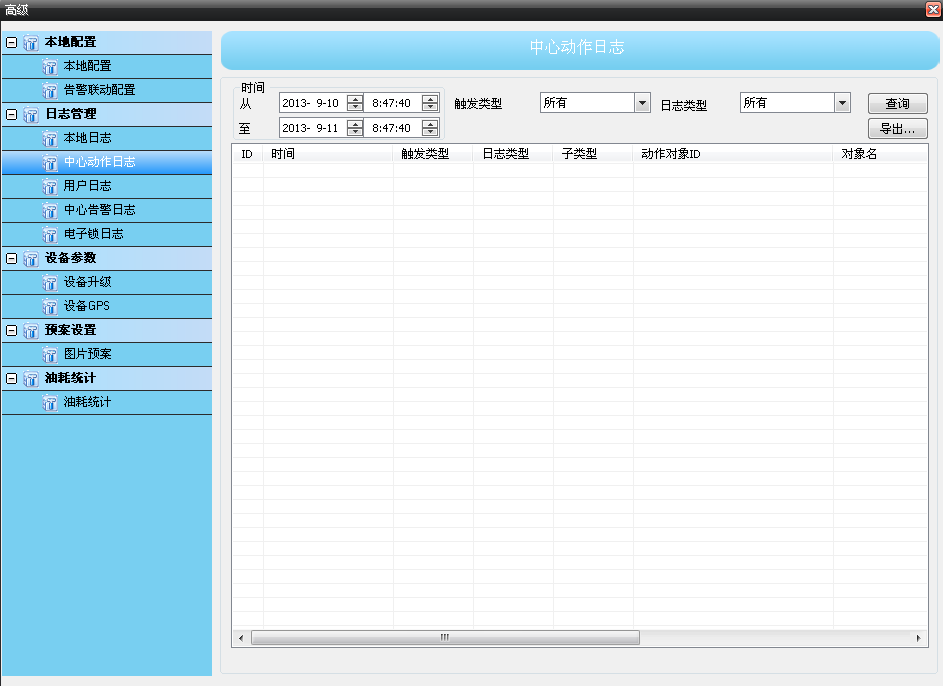 高级
本地配置
本地配置
告警联动配置
日志管理
本地日志
中心动作日志
用户日志
中心告警日志
电子锁日志
设备参数
设备升级
设备GPS
预案设置
图片预案
油耗统计
油耗统计
中心动作日志
时间
从 2013- 9-10 8:47:40 触发类型 所有 日志类型 所有 查询
至 2013- 9-11 8:47:40 导出...
ID 时间 触发类型 日志类型 子类型 动作对象ID 对象名